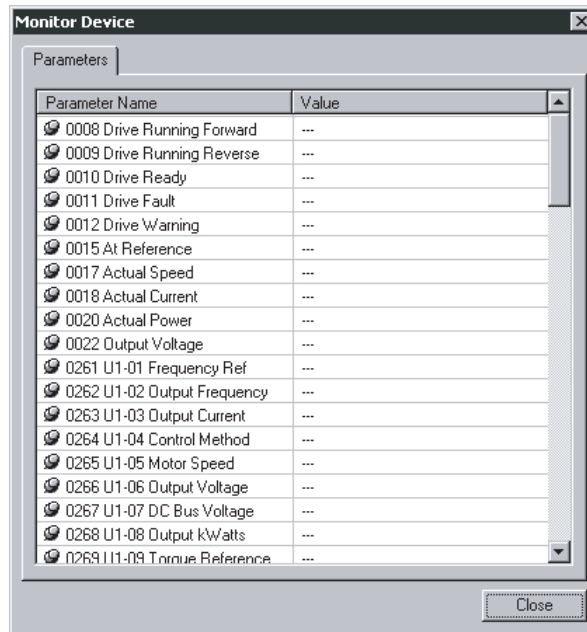 Monitor Device
Parameters
Parameter Name Value
0008 Drive Running Forward ---
0009 Drive Running Reverse ---
0010 Drive Ready ---
0011 Drive Fault ---
0012 Drive Warning ---
0015 At Reference ---
0017 Actual Speed ---
0018 Actual Current ---
0020 Actual Power ---
0022 Output Voltage ---
0261 U1-01 Frequency Ref ---
0262 U1-02 Output Frequency ---
0263 U1-03 Output Current ---
0264 U1-04 Control Method ---
0265 U1-05 Motor Speed ---
0266 U1-06 Output Voltage ---
0267 U1-07 DC Bus Voltage ---
0268 U1-08 Output kWatts ---
0269 U1-09 Torque Reference ---
Close